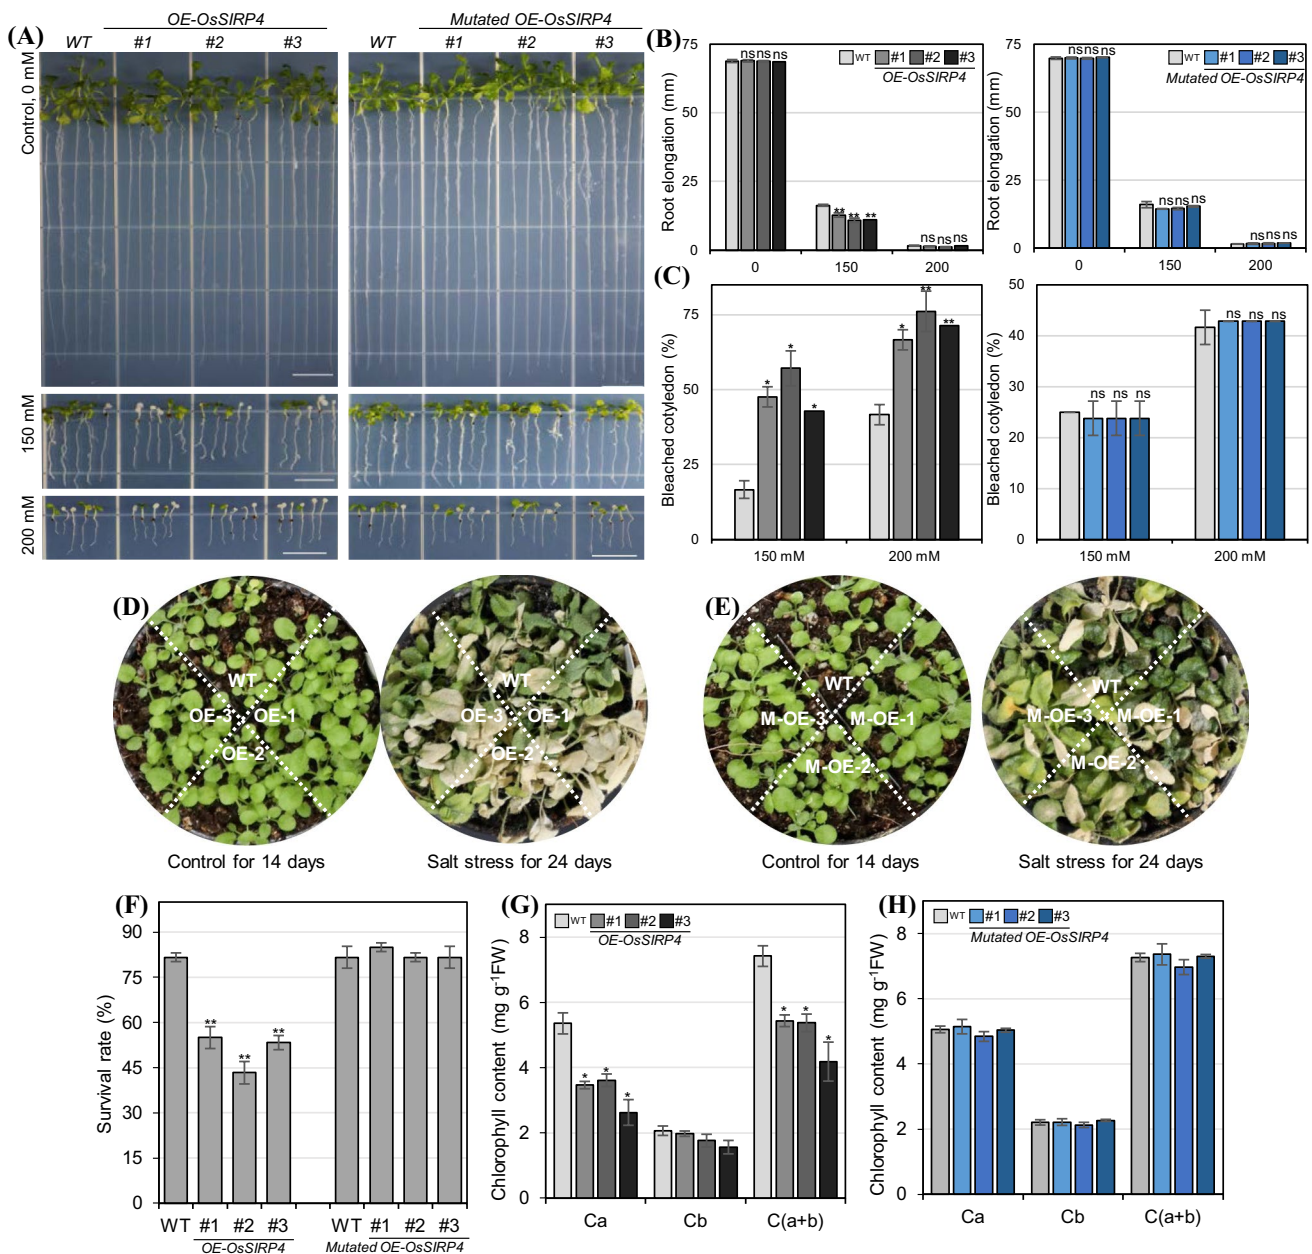 (A)
OE-OsSIRP4
Mutated OE-OsSIRP4
WT #1 #2 #3 WT #1 #2 #3
Control, 0 mM
150 mM
200 mM
(B)
75 50 25 0
Root elongation (mm)
WT #1 #2 #3
OE-OsSIRP4
ns ns ns
** ** **
ns ns ns
0 150 200
75 50 25 0
Root elongation (mm)
WT #1 #2 #3
Mutated OE-OsSIRP4
ns ns ns
ns ns ns
ns ns ns
0 150 200
(C)
75 50 25 0
Bleached cotyledon (%)
* * *
* ** **
150 mM 200 mM
50 40 30 20 10 0
Bleached cotyledon (%)
ns ns ns
ns ns ns
150 mM 200 mM
(D)
WT
OE-3 OE-1
OE-2
WT
OE-3 OE-1
OE-2
Control for 14 days Salt stress for 24 days
(E)
WT
M-OE-3 M-OE-1
M-OE-2
WT
M-OE-3 M-OE-1
M-OE-2
Control for 14 days Salt stress for 24 days
(F)
90 75 60 45 30 15 0
Survival rate (%)
** ** **
WT #1 #2 #3 WT #1 #2 #3
OE-OsSIRP4 Mutated OE-OsSIRP4
(G)
8 6 4 2 0
Chlorophyll content (mg g-1FW)
WT #1 #2 #3
OE-OsSIRP4
* * *
* * *
Ca Cb C(a+b)
(H)
8 6 4 2 0
Chlorophyll content (mg g-1FW)
WT #1 #2 #3
Mutated OE-OsSIRP4
Ca Cb C(a+b)